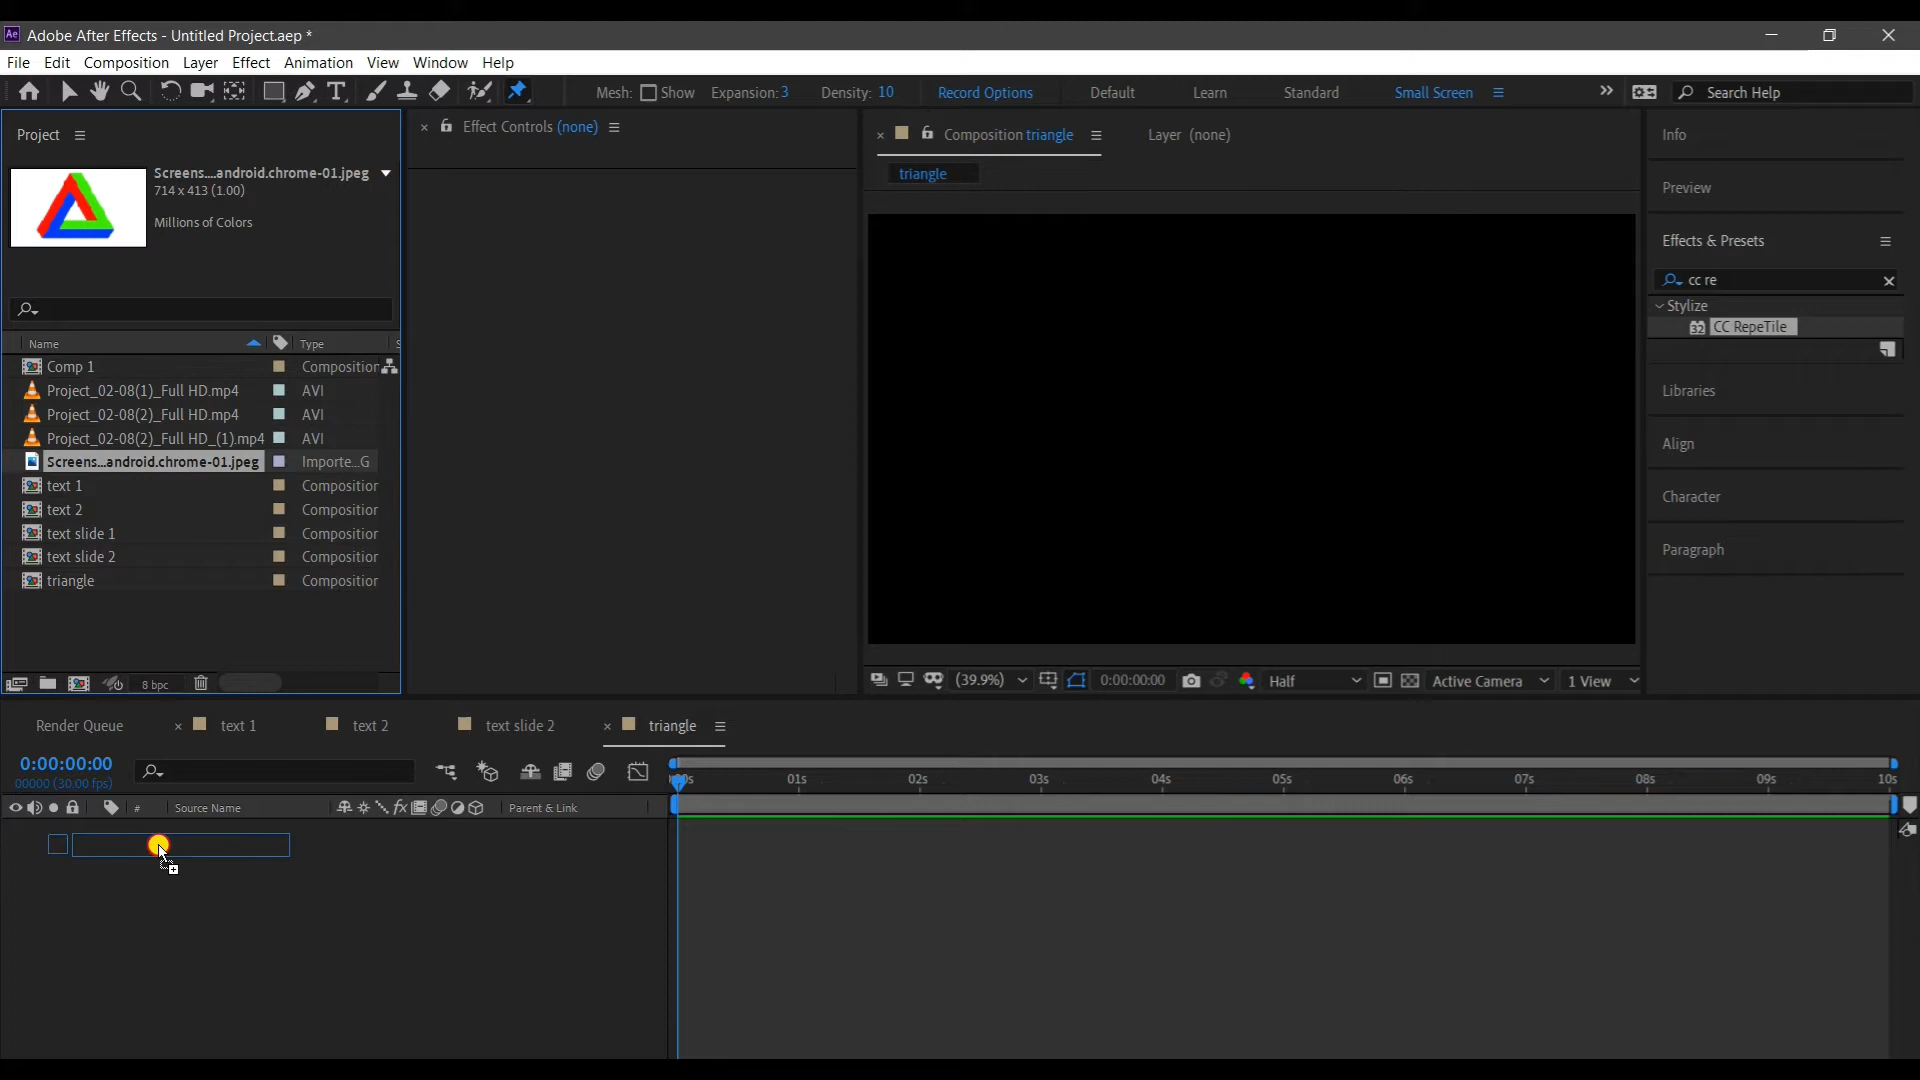 Ae Adobe After Effects - Untitled Project.aep *
File Edit Composition Layer Effect Animation View Window Help
Mesh: Show Expansion: 3 Density: 10 Record Options Default Learn Standard Small Screen Search Help
Project
Effect Controls (none)
Composition triangle
Layer (none)
triangle
Screens...android.chrome-01.jpeg
714 x 413 (1.00)
Millions of Colors
Name Type
Comp 1 Composition
Project_02-08(1)_Full HD.mp4 AVI
Project_02-08(2)_Full HD.mp4 AVI
Project_02-08(2)_Full HD_(1).mp4 AVI
Screens...android.chrome-01.jpeg Importe...G
text 1 Composition
text 2 Composition
text slide 1 Composition
text slide 2 Composition
triangle Composition
8 bpc
(39.9%) 0:00:00:00 Half Active Camera 1 View
Info
Preview
Effects & Presets
cc re
Stylize
32 CC RepeTile
Libraries
Align
Character
Paragraph
Render Queue text 1 text 2 text slide 2 triangle
0:00:00:00
00000 (30.00 fps)
# Source Name fx Parent & Link
01s 02s 03s 04s 05s 06s 07s 08s 09s 10s